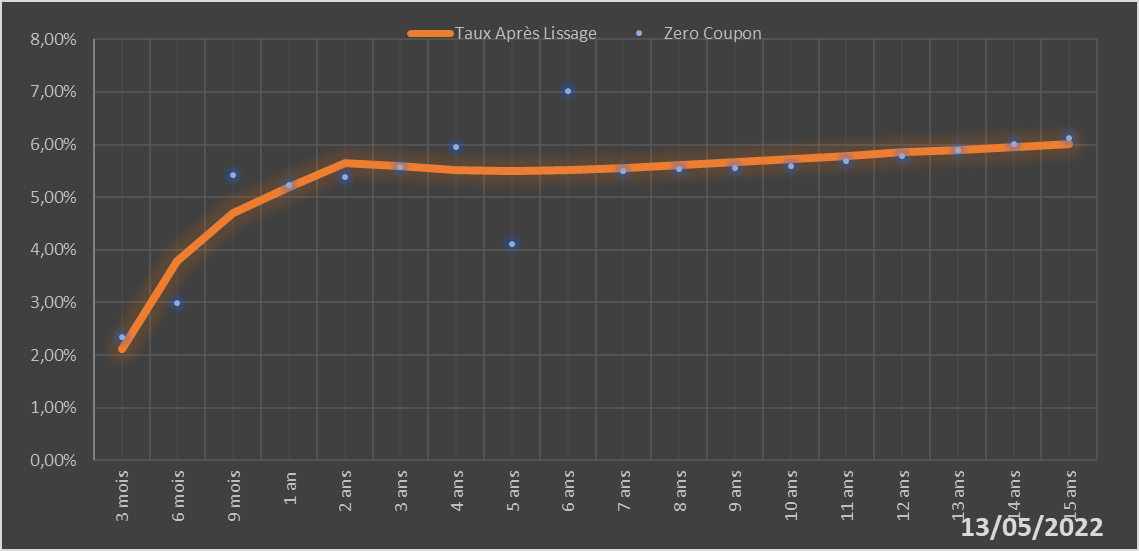 Taux Après Lissage
Zero Coupon
8,00%
7,00%
6,00%
5,00%
4,00%
3,00%
2,00%
1,00%
0,00%
3 mois
6 mois
9 mois
1 an
2 ans
3 ans
4 ans
5 ans
6 ans
7 ans
8 ans
9 ans
10 ans
11 ans
12 ans
13 ans
14 ans
15 ans
13/05/2022